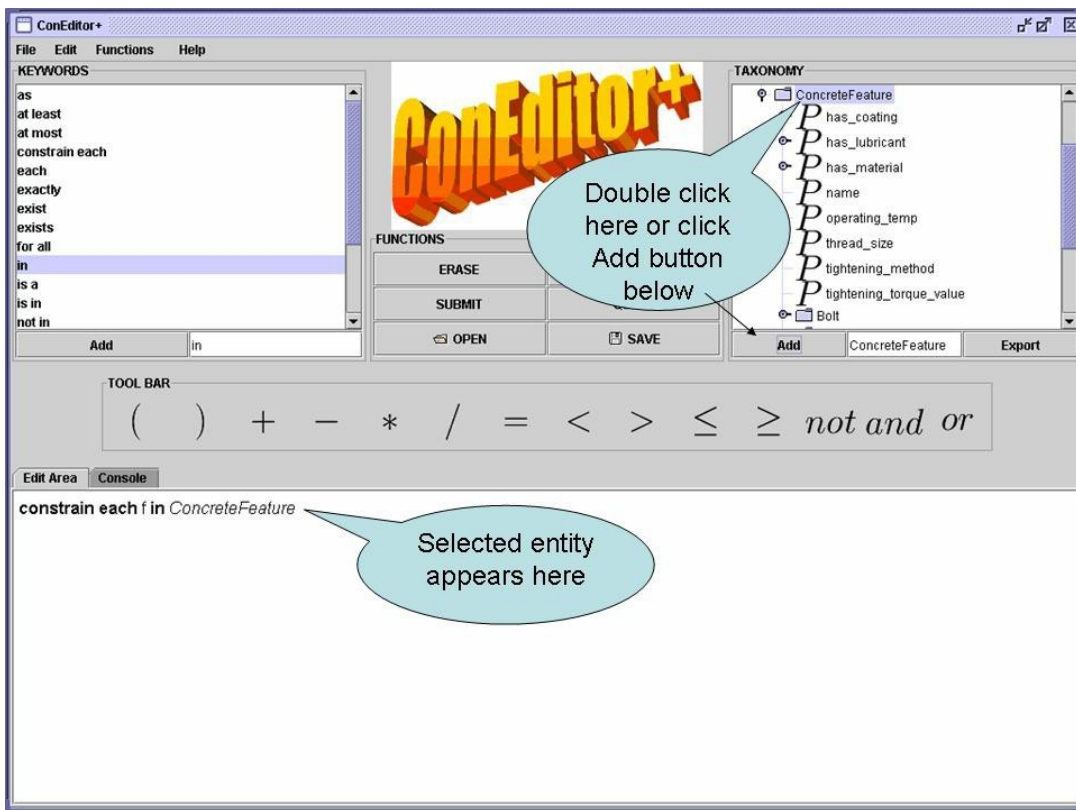 ConEditor+
File Edit Functions Help
KEYWORDS
as
at least
at most
constrain each
each
exactly
exist
exists
for all
in
is a
is in
not in
Add in
ConEditor+
FUNCTIONS
ERASE
SUBMIT
OPEN SAVE
Double click
here or click
Add button
below
TAXONOMY
ConcreteFeature
P has_coating
P has_lubricant
P has_material
P name
P operating_temp
P thread_size
P tightening_method
P tightening_torque_value
Bolt
Add ConcreteFeature Export
TOOL BAR
( ) + − * / = < > ≤ ≥ not and or
Edit Area Console
constrain each f in ConcreteFeature
Selected entity
appears here